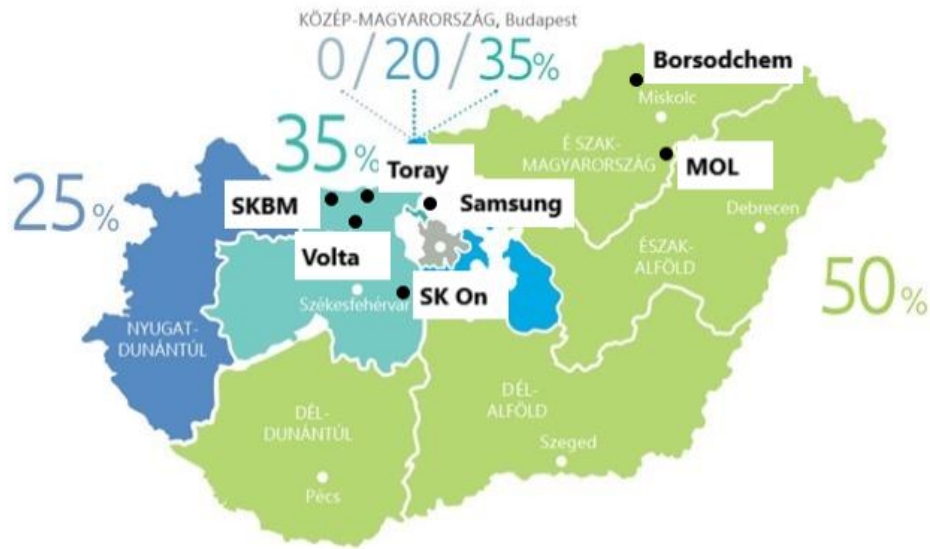 KÖZÉP-MAGYARORSZÁG, Budapest
0 / 20 / 35%
Borsodchem
Miskolc
35%
ÉSZAK-
MAGYARORSZÁG
Toray
MOL
25%
SKBM
Samsung
Debrecen
Volta
ÉSZAK-
ALFÖLD
SK On
50%
Székesfehérvár
NYUGAT-
DUNÁNTÚL
DÉL-
DUNÁNTÚL
DÉL-
ALFÖLD
Szeged
Pécs